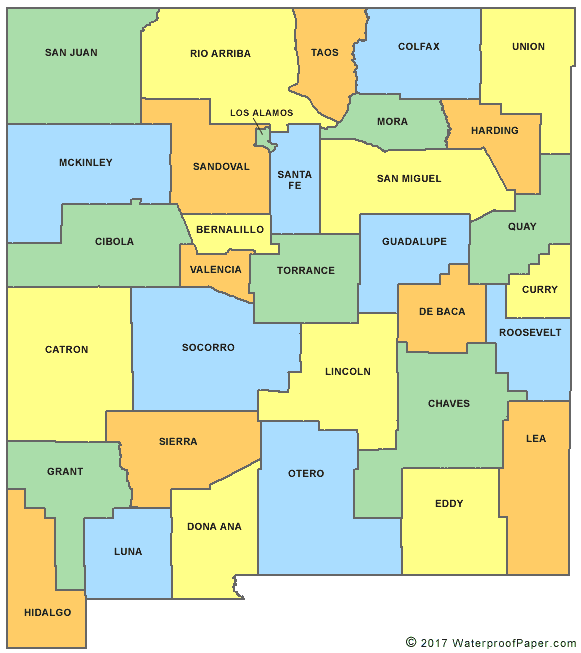 SAN JUAN
RIO ARRIBA
TAOS
COLFAX
UNION
LOS ALAMOS
MORA
HARDING
MCKINLEY
SANDOVAL
SANTA
FE
SAN MIGUEL
BERNALILLO
CIBOLA
GUADALUPE
QUAY
VALENCIA
TORRANCE
CURRY
DE BACA
ROOSEVELT
CATRON
SOCORRO
LINCOLN
CHAVES
SIERRA
LEA
GRANT
OTERO
EDDY
DONA ANA
LUNA
HIDALGO
© 2017 WaterproofPaper.com